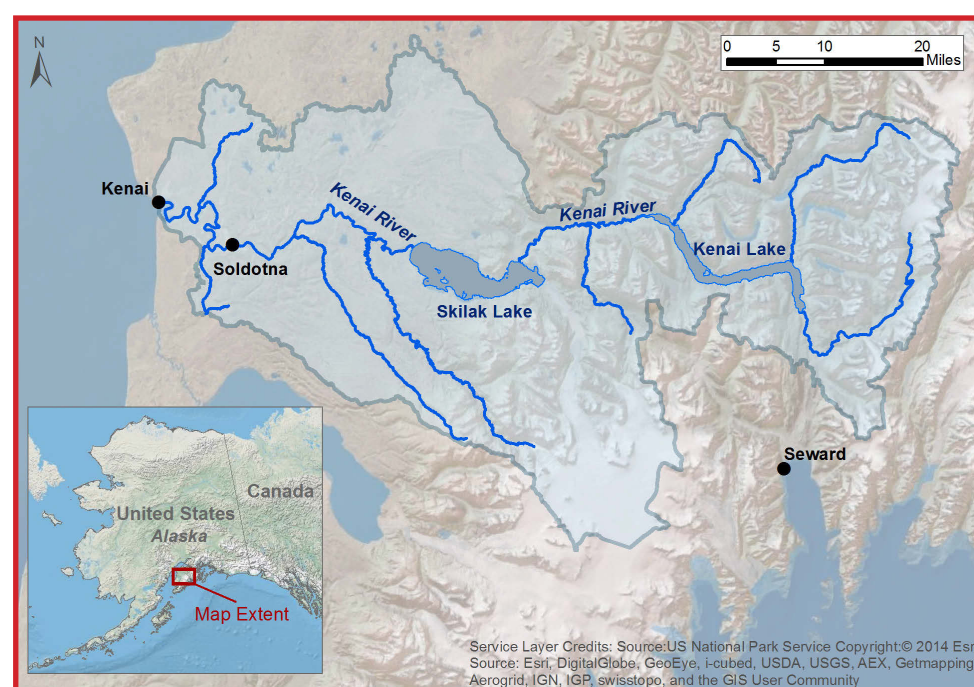 N
0 5 10 20
Miles
Kenai
Kenai River
Kenai River
Kenai Lake
Soldotna
Skilak Lake
Seward
Canada
United States
Alaska
Map Extent
Service Layer Credits: Source:US National Park Service Copyright:© 2014 Esri
Source: Esri, DigitalGlobe, GeoEye, i-cubed, USDA, USGS, AEX, Getmapping
Aerogrid, IGN, IGP, swisstopo, and the GIS User Community